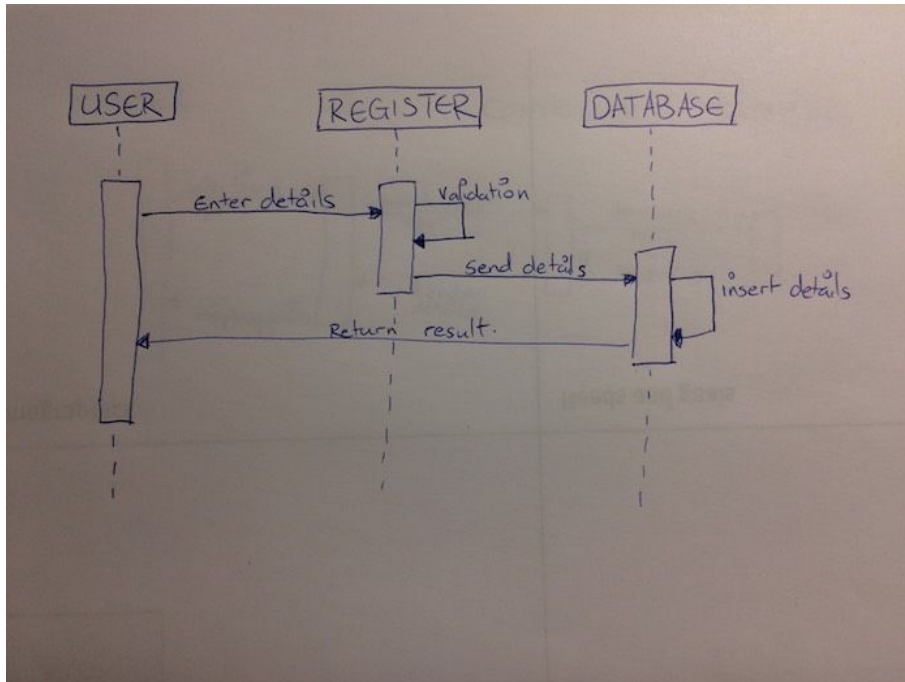 USER
REGISTER
DATABASE
Enter details
validation
Send details
insert details
Return result.